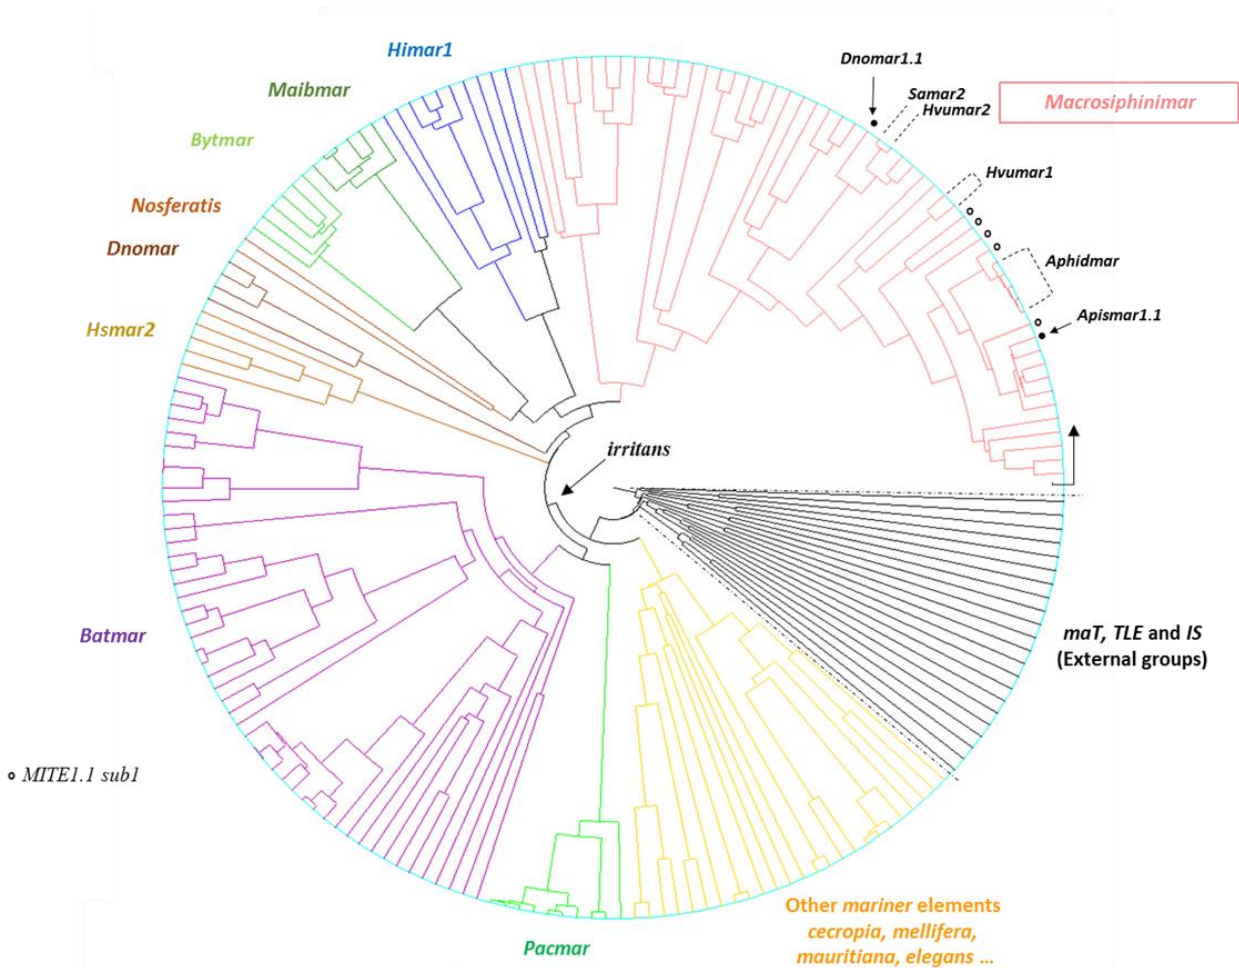 Himar1
Dnomar1.1
Maibmar
Samar2
Macrosiphinimar
Hvumar2
Bytmar
Hvumar1
Nosferatis
Dnomar
Aphidmar
Hsmar2
Apismar1.1
irritans
Batmar
maT, TLE and IS
(External groups)
MITE1.1 sub1
Other mariner elements
cecropia, mellifera,
mauritiana, elegans ...
Pacmar